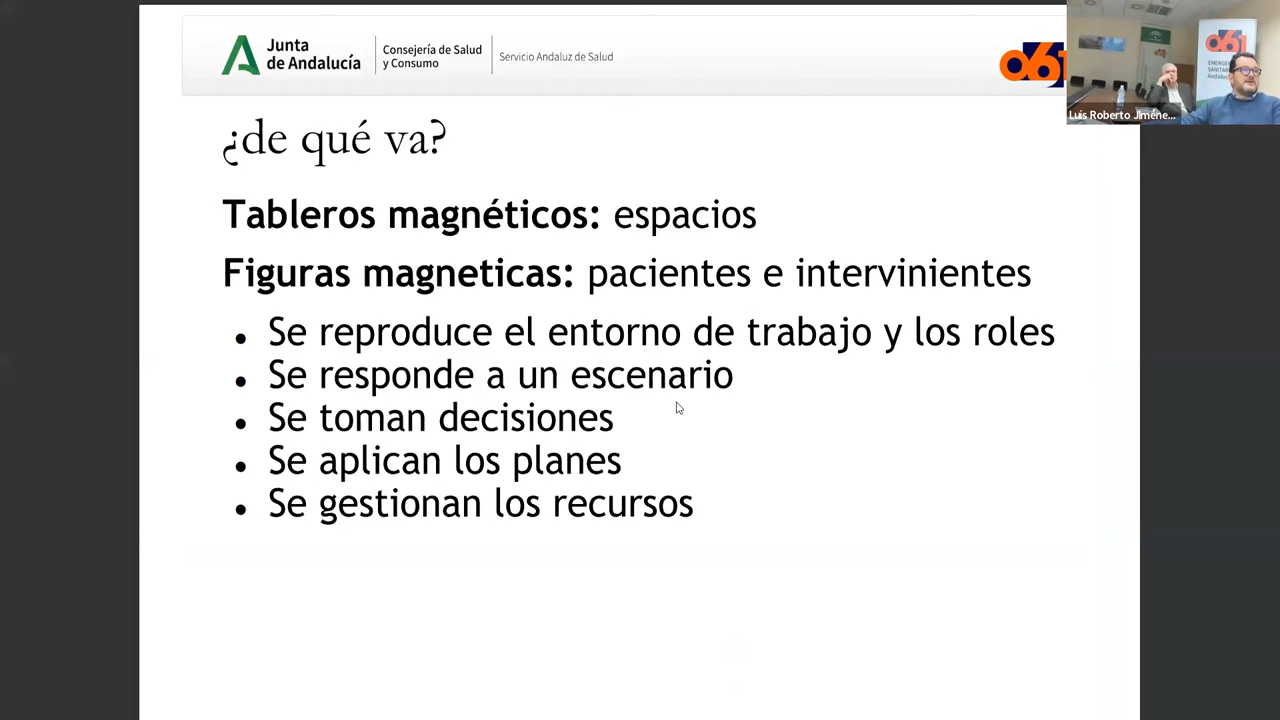 Junta
de Andalucía
Consejería de Salud
y Consumo
Servicio Andaluz de Salud
061
¿de qué va?
Tableros magnéticos: espacios
Figuras magneticas: pacientes e intervinientes
• Se reproduce el entorno de trabajo y los roles
• Se responde a un escenario
• Se toman decisiones
• Se aplican los planes
• Se gestionan los recursos
061
Luis Roberto Jiméne...